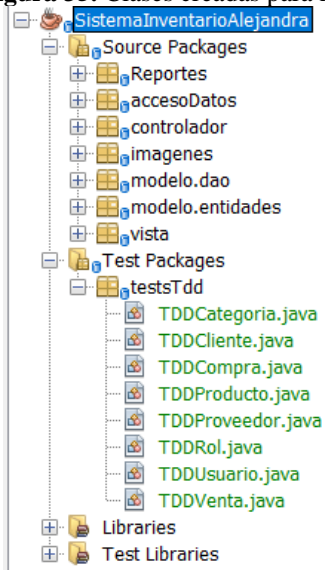 SistemaInventarioAlejandra
Source Packages
Reportes
accesoDatos
controlador
imagenes
modelo.dao
modelo.entidades
vista
Test Packages
testsTdd
TDDCategoria.java
TDDCliente.java
TDDCompra.java
TDDProducto.java
TDDProveedor.java
TDDRol.java
TDDUsuario.java
TDDVenta.java
Libraries
Test Libraries